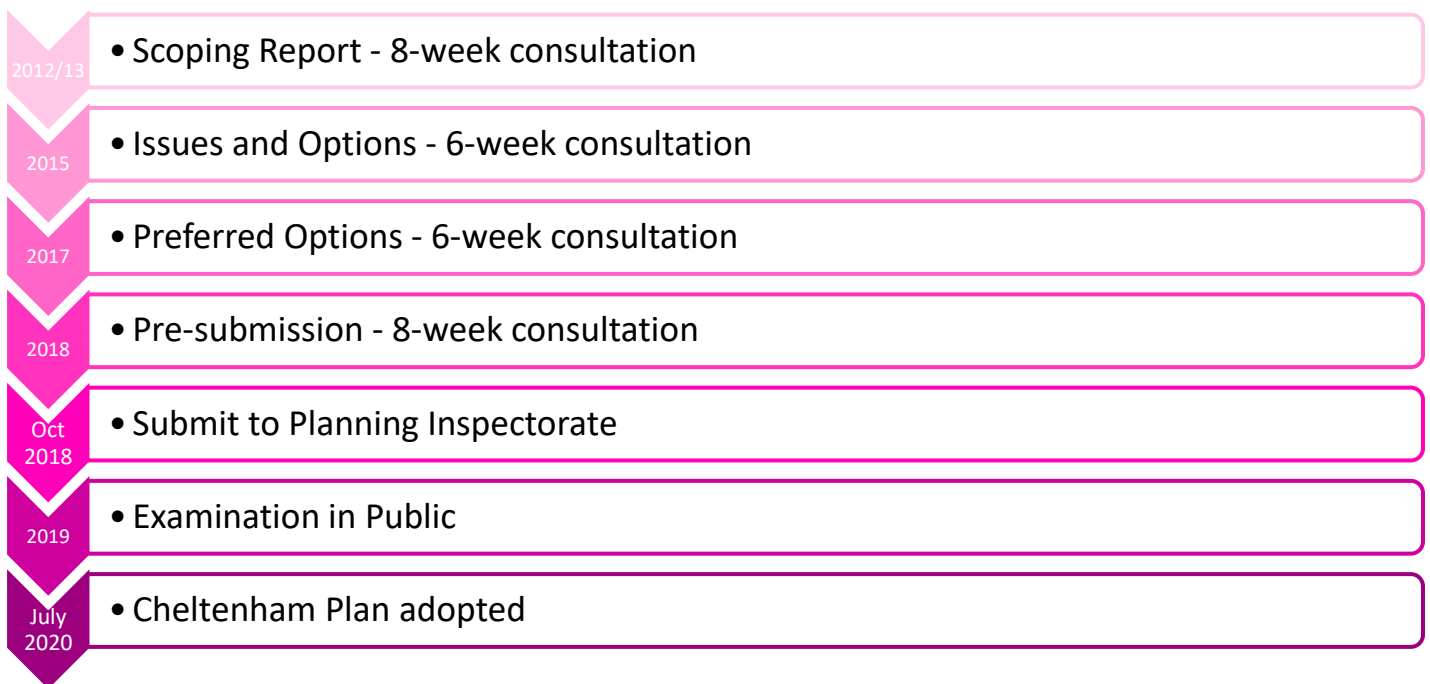 2012/13
• Scoping Report - 8-week consultation
2015
• Issues and Options - 6-week consultation
2017
• Preferred Options - 6-week consultation
2018
• Pre-submission - 8-week consultation
Oct
2018
• Submit to Planning Inspectorate
2019
• Examination in Public
July
2020
• Cheltenham Plan adopted